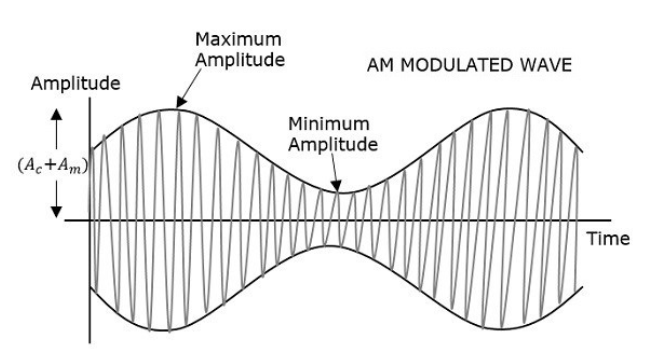 Maximum
Amplitude
AM MODULATED WAVE
Amplitude
Minimum
Amplitude
(A_c+A_m)
Time